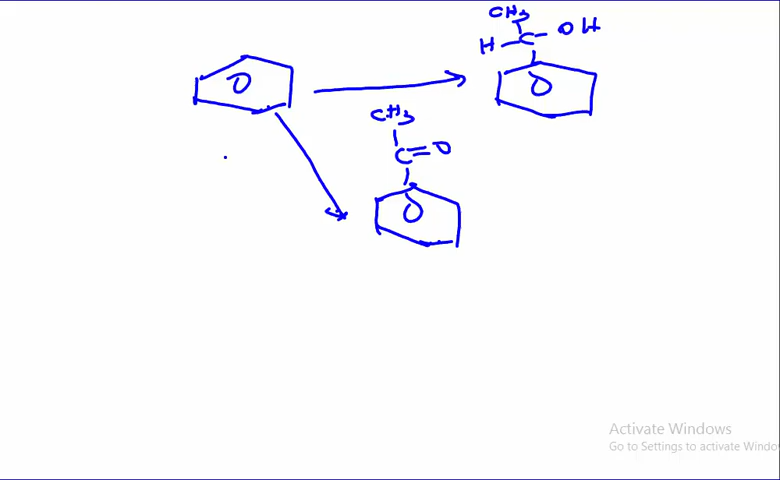 CH3
H - C - OH
CH3
C=O
Activate Windows
Go to Settings to activate Windo